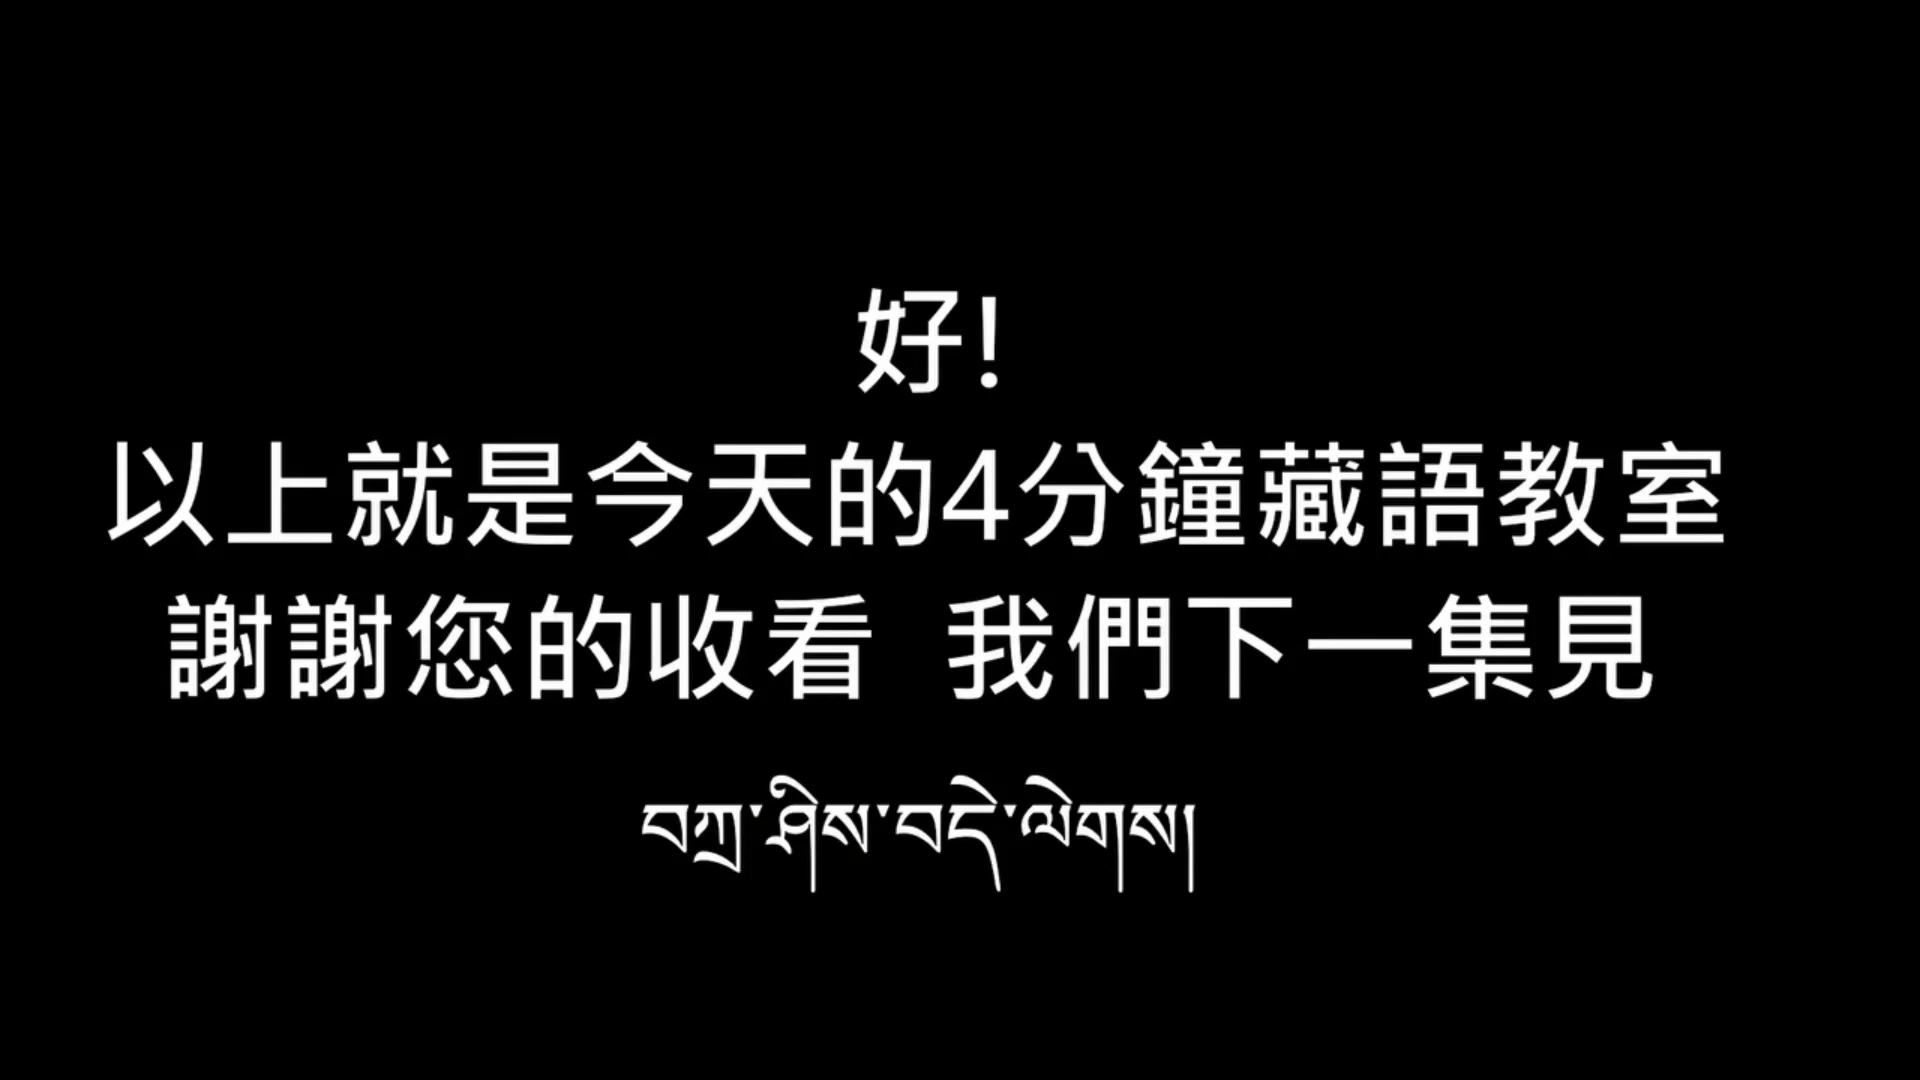 好!
以上就是今天的4分鐘藏語教室
謝謝您的收看 我們下一集見
བཀྲ་ཤིས་བདེ་ལེགས།